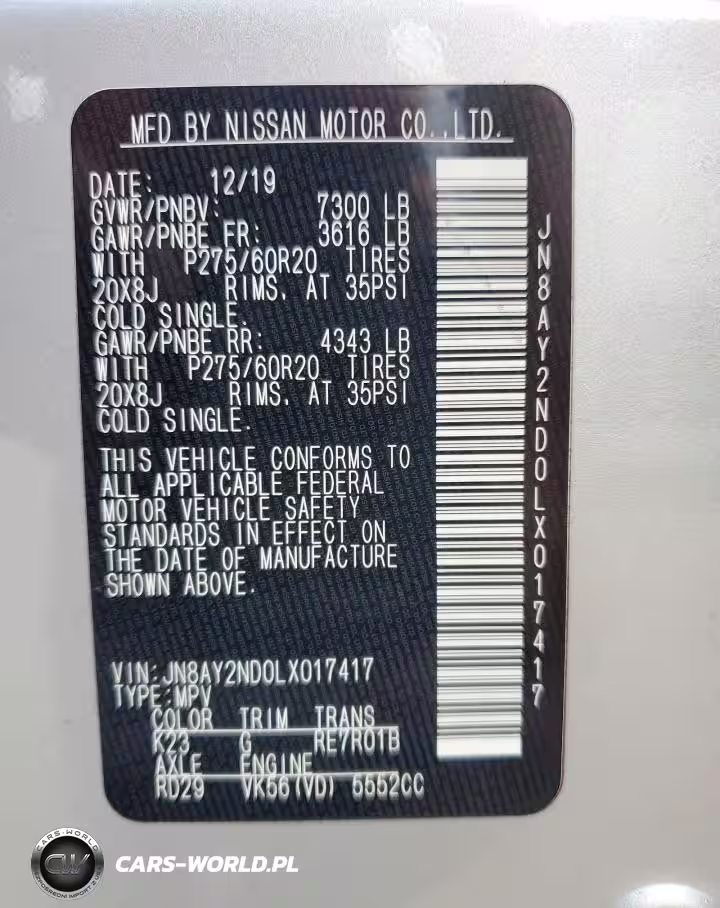 MFD BY NISSAN MOTOR CO.,LTD.
DATE: 12/19
GVWR/PNBV: 7300 LB
GAWR/PNBE FR: 3616 LB
WITH P275/60R20 TIRES
20X8J RIMS, AT 35PSI
COLD SINGLE.
GAWR/PNBE RR: 4343 LB
WITH P275/60R20 TIRES
20X8J RIMS, AT 35PSI
COLD SINGLE.
THIS VEHICLE CONFORMS TO
ALL APPLICABLE FEDERAL
MOTOR VEHICLE SAFETY
STANDARDS IN EFFECT ON
THE DATE OF MANUFACTURE
SHOWN ABOVE.
VIN:JN8AY2ND0LX017417
TYPE:MPV
COLOR TRIM TRANS
K23 G RE7R01B
AXLE ENGINE
RD29 VK56(VD) 5552CC
JN8AY2ND0LX017417
CARS-WORLD
CW
CARS-WORLD.PL